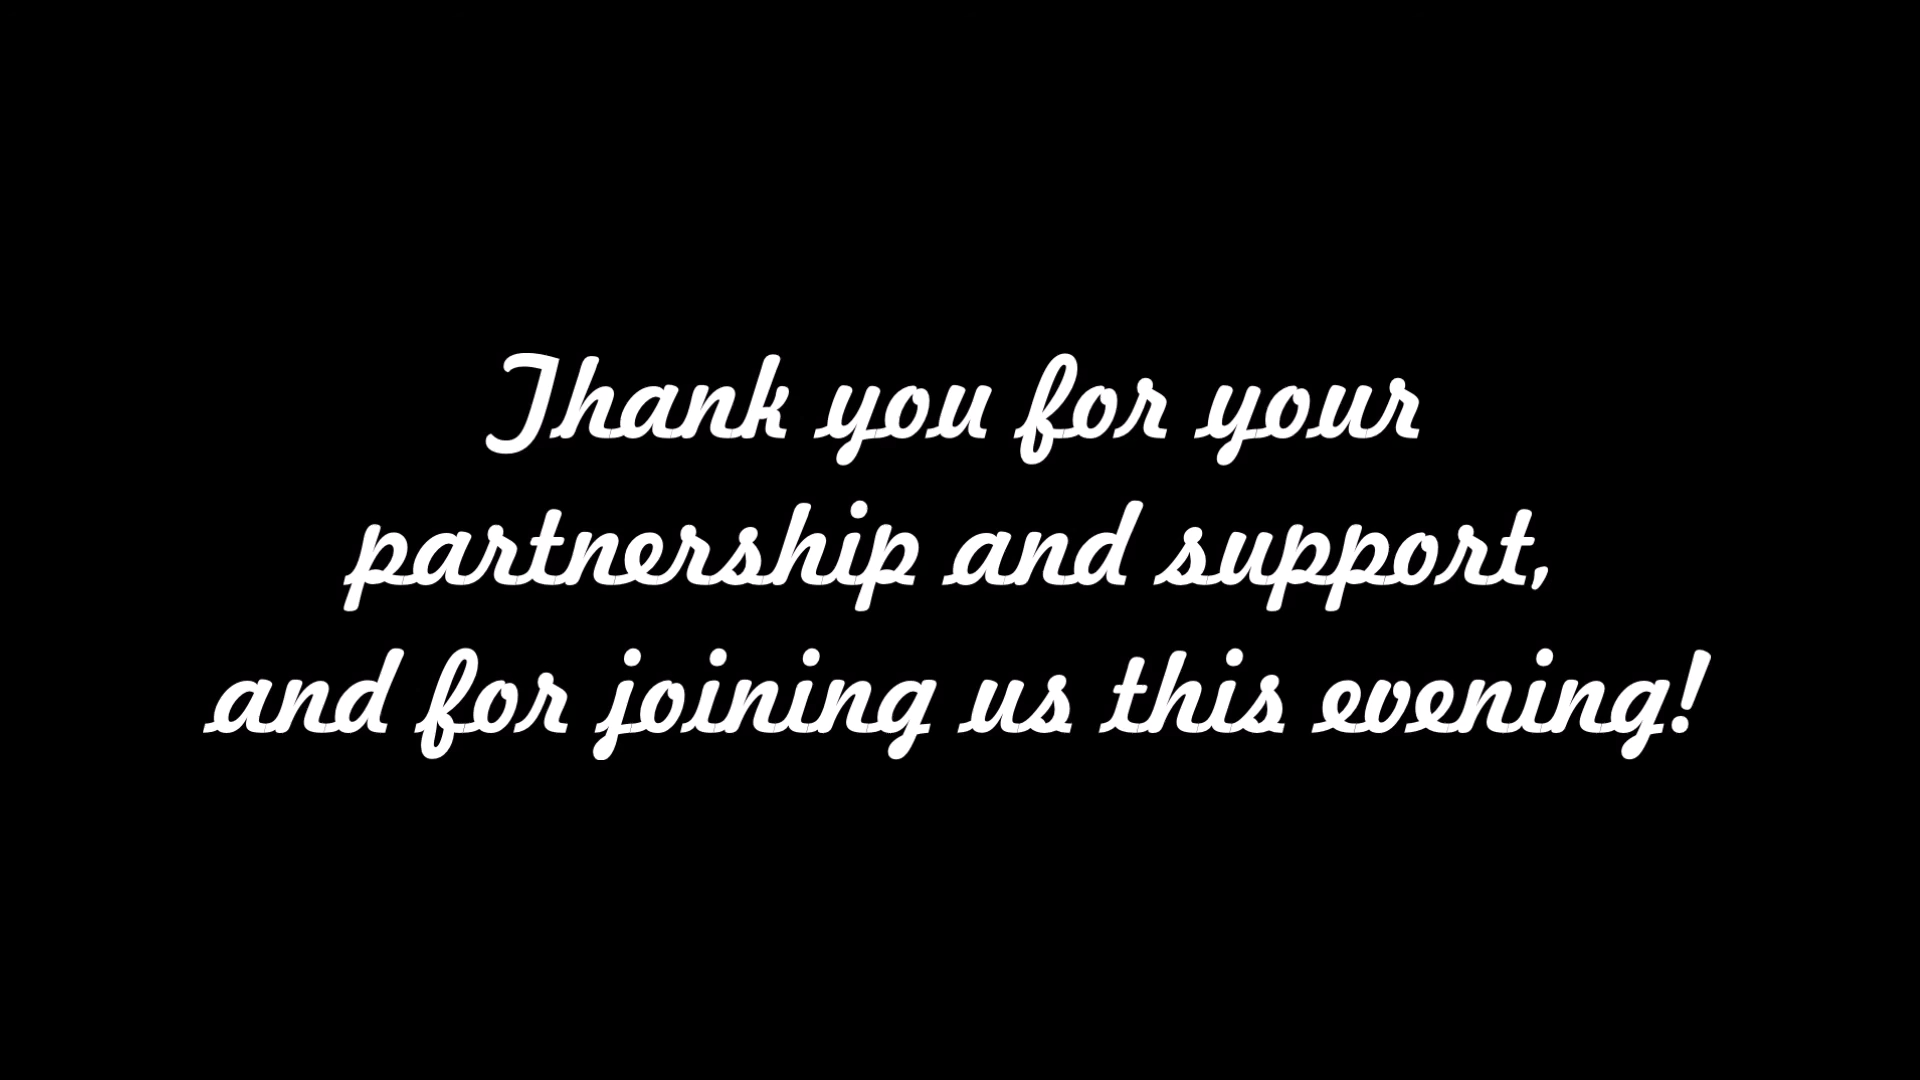 Thank you for your
partnership and support,
and for joining us this evening!